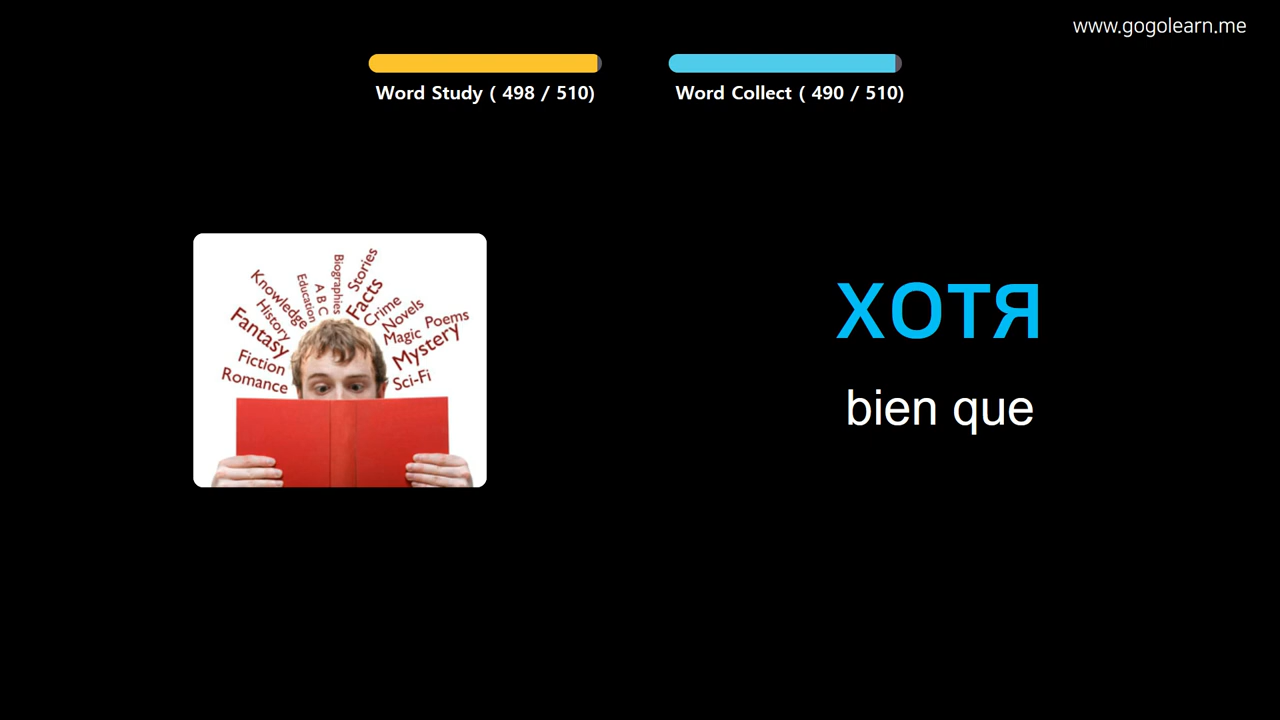 www.gogolearn.me
Word Study ( 498 / 510)
Word Collect ( 490 / 510)
Knowledge
History
Fantasy
Fiction
Romance
Education
A B C
Biographies
Stories
Facts
Crime
Novels
Magic
Poems
Mystery
Sci-Fi
хотя
bien que